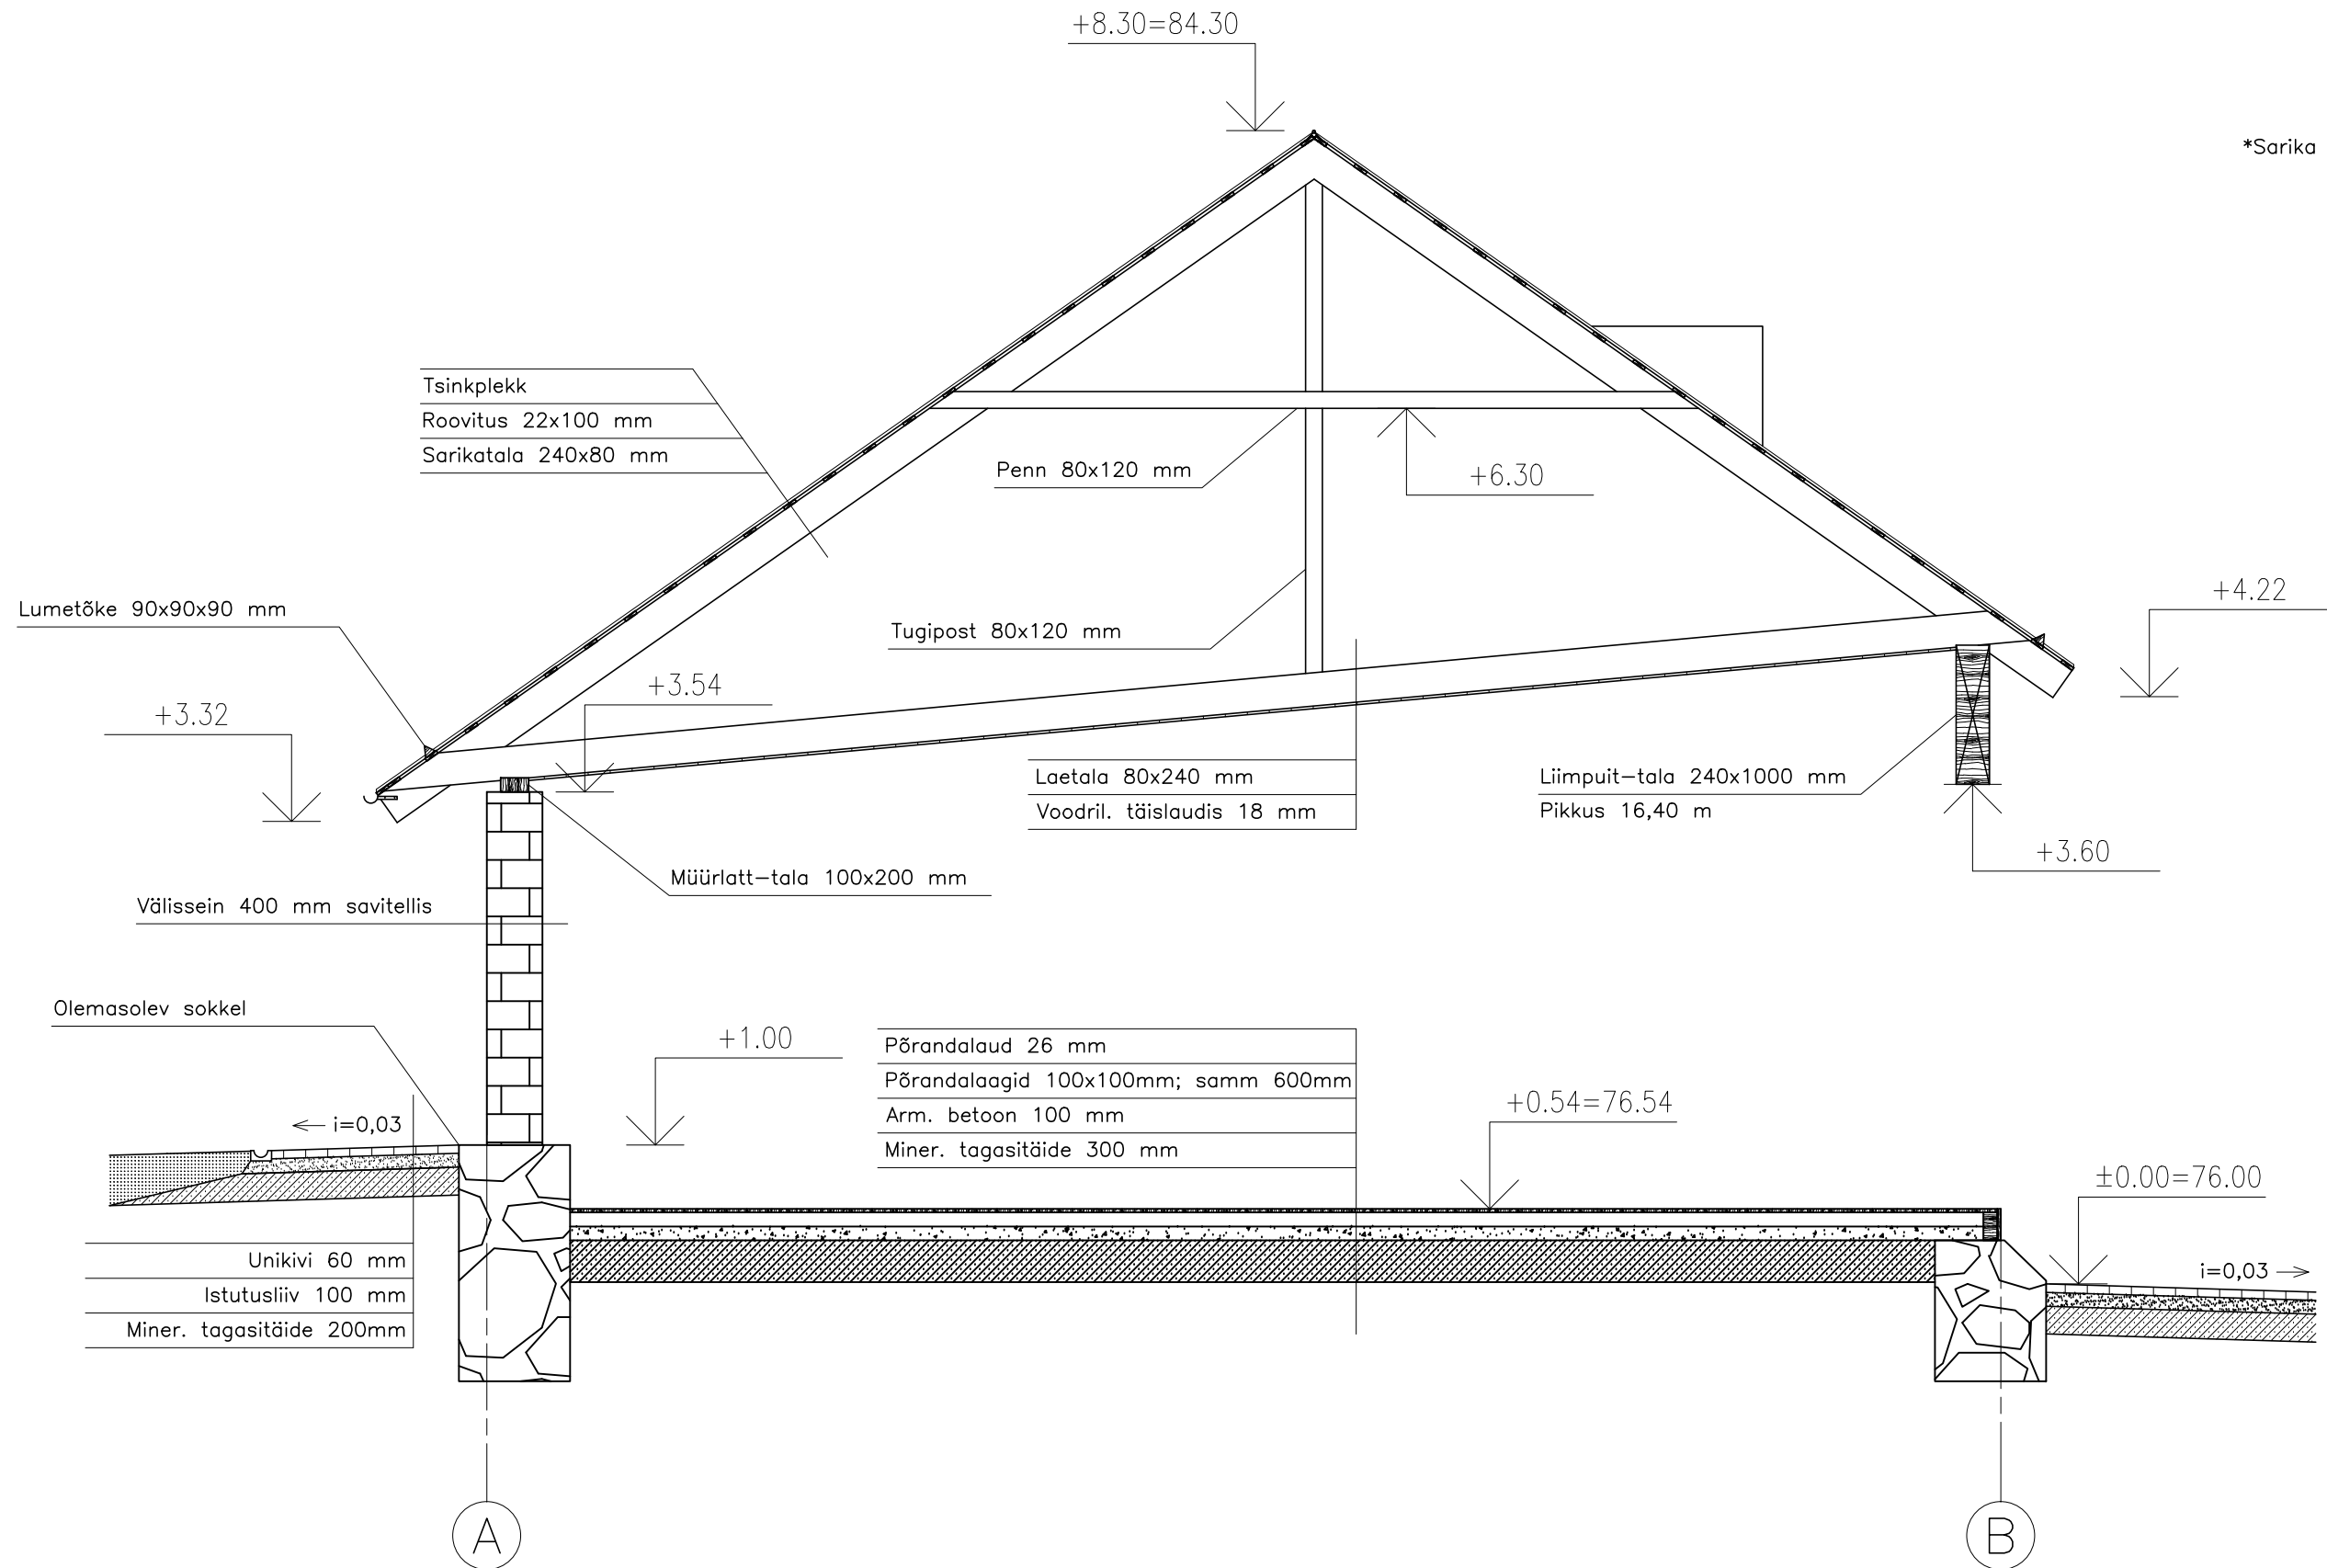 +8.30=84.30
*Sarika
Tsinkplekk
Roovitus 22x100 mm
Sarikatala 240x80 mm
Penn 80x120 mm
+6.30
Lumetõke 90x90x90 mm
Tugipost 80x120 mm
+4.22
+3.54
+3.32
Laetala 80x240 mm
Voodril. täislaudis 18 mm
Liimpuit-tala 240x1000 mm
Pikkus 16,40 m
+3.60
Müürlatt-tala 100x200 mm
Välissein 400 mm savitellis
Olemasolev sokkel
+1.00
Põrandalaud 26 mm
Põrandalaagid 100x100mm; samm 600mm
Arm. betoon 100 mm
Miner. tagasitäide 300 mm
+0.54=76.54
i=0,03
±0.00=76.00
Unikivi 60 mm
Istutusliiv 100 mm
Miner. tagasitäide 200mm
i=0,03
A
B